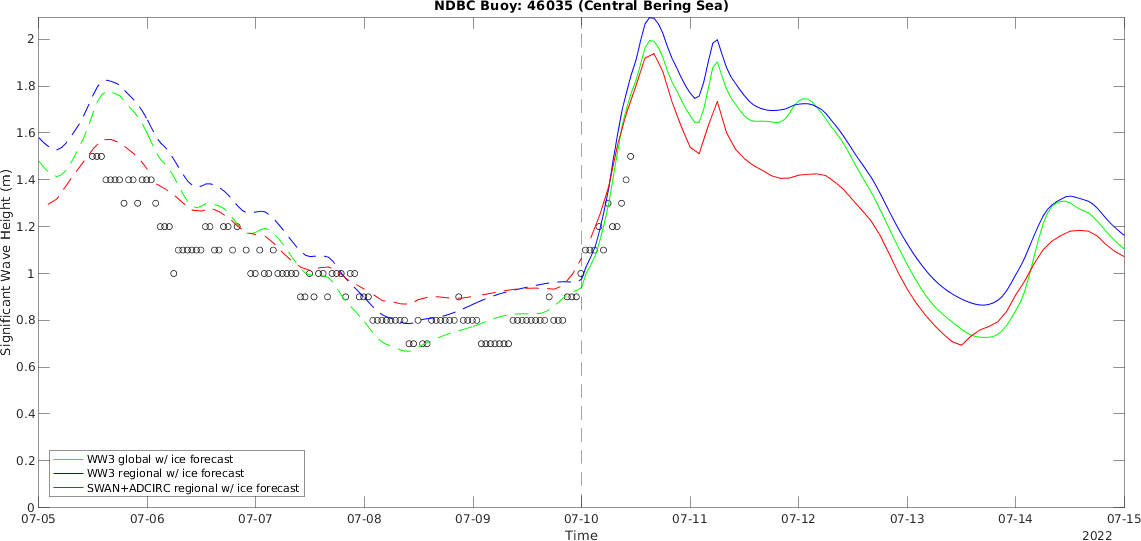 NDBC Buoy: 46035 (Central Bering Sea)
Significant Wave Height (m)
2
1.8
1.6
1.4
1.2
1
0.8
0.6
0.4
0.2
0
WW3 global w/ ice forecast
WW3 regional w/ ice forecast
SWAN+ADCIRC regional w/ ice forecast
07-05 07-06 07-07 07-08 07-09 07-10 07-11 07-12 07-13 07-14 07-15
Time
2022